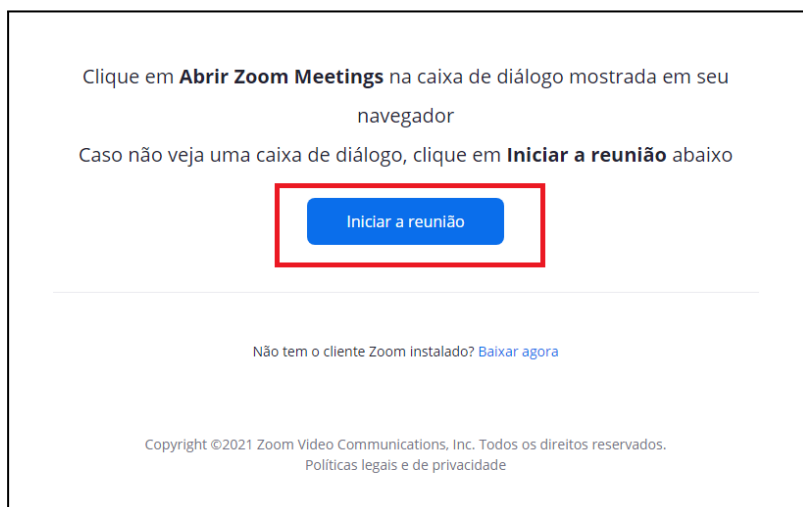 Clique em Abrir Zoom Meetings na caixa de diálogo mostrada em seu
navegador
Caso não veja uma caixa de diálogo, clique em Iniciar a reunião abaixo
Iniciar a reunião
Não tem o cliente Zoom instalado? Baixar agora
Copyright ©2021 Zoom Video Communications, Inc. Todos os direitos reservados.
Políticas legais e de privacidade